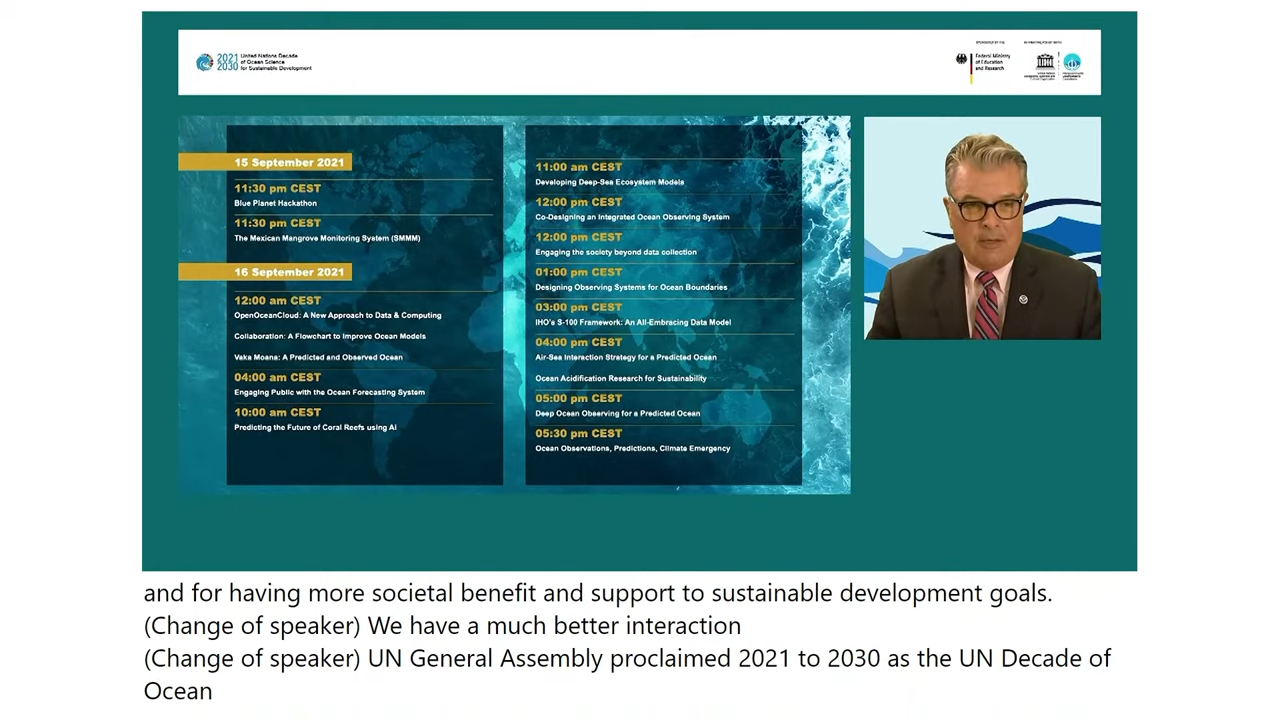 2021
2030
United Nations Decade
of Ocean Science
for Sustainable Development
SPONSORED BY THE
Federal Ministry
of Education
and Research
15 September 2021
11:30 pm CEST
Blue Planet Hackathon
11:30 pm CEST
The Mexican Mangrove Monitoring System (SMMM)
16 September 2021
12:00 am CEST
OpenOceanCloud: A New Approach to Data & Computing
Collaboration: A Flowchart to Improve Ocean Models
Vaka Moana: A Predicted and Observed Ocean
04:00 am CEST
Engaging Public with the Ocean Forecasting System
10:00 am CEST
Predicting the Future of Coral Reefs using AI
11:00 am CEST
Developing Deep-Sea Ecosystem Models
12:00 pm CEST
Co-Designing an Integrated Ocean Observing System
12:00 pm CEST
Engaging the society beyond data collection
01:00 pm CEST
Designing Observing Systems for Ocean Boundaries
03:00 pm CEST
IHO's S-100 Framework: An All-Embracing Data Model
04:00 pm CEST
Air-Sea Interaction Strategy for a Predicted Ocean
Ocean Acidification Research for Sustainability
05:00 pm CEST
Deep Ocean Observing for a Predicted Ocean
05:30 pm CEST
Ocean Observations, Predictions, Climate Emergency
and for having more societal benefit and support to sustainable development goals.
(Change of speaker) We have a much better interaction
(Change of speaker) UN General Assembly proclaimed 2021 to 2030 as the UN Decade of
Ocean